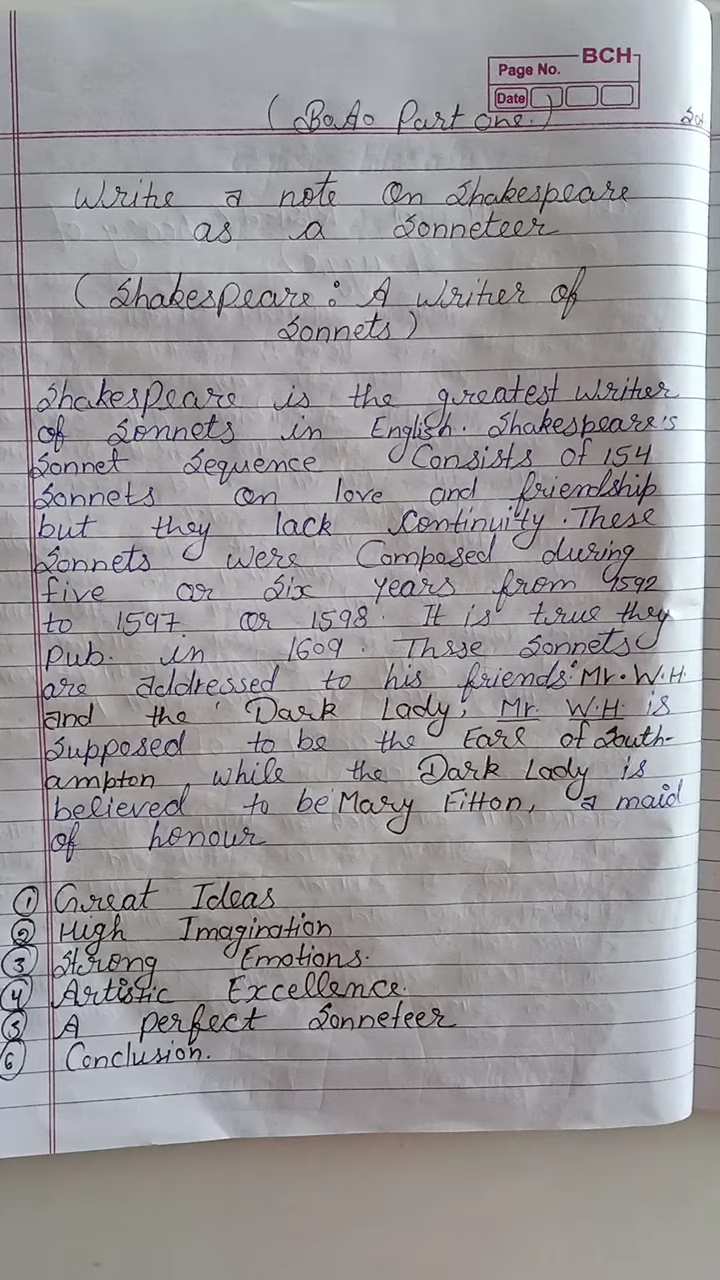 BCH
Page No.
Date
(B.A. Part One.)
Write a note on Shakespeare
as a Sonneteer
(Shakespeare: A Writer of
Sonnets)
Shakespeare is the greatest writer
of Sonnets in English. Shakespeare's
Sonnet Sequence Consists of 154
Sonnets on love and friendship
but they lack continuity. These
Sonnets were Composed during
five or Six years from 1592
to 1597 or 1598. It is true they
Pub. in 1609. Thsse Sonnets
are addressed to his friends "Mr. W.H.
and the 'Dark Lady, Mr. W.H. is
Supposed to be the Earl of South-
ampton, while the Dark Lady is
believed to be Mary Fitton, a maid
of honour
① Great Ideas
② High Imagination
③ Strong Emotions.
④ Artistic Excellence.
⑤ A perfect Sonneteer
⑥ Conclusion.